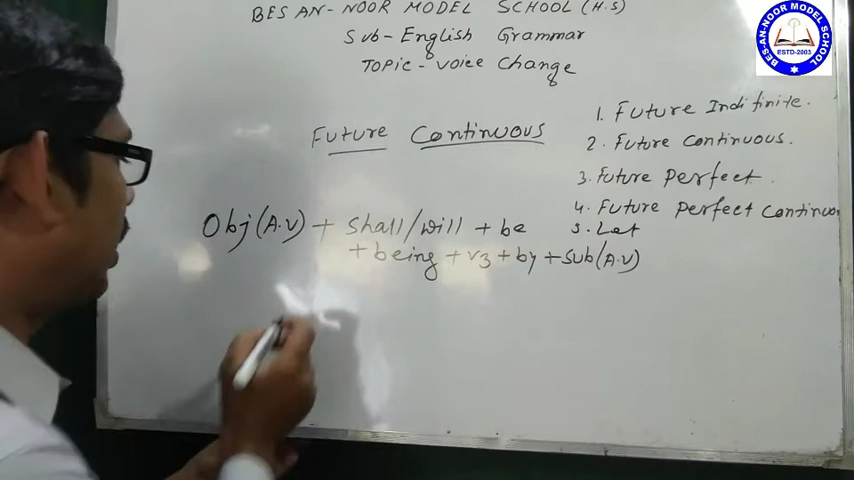 BES AN-NOOR MODEL SCHOOL (H.S)
Sub-English Grammar
Topic-Voice Change
Future Continuous
1. Future Indifinite.
2. Future Continuous.
3. Future Perfect.
4. Future Perfect Continuou
5. Let
Obj(A.V) + Shall/will + be
+ being + v3 + by + Sub(A.V)
BES-AN-NOOR MODEL SCHOOL
ESTD-2003